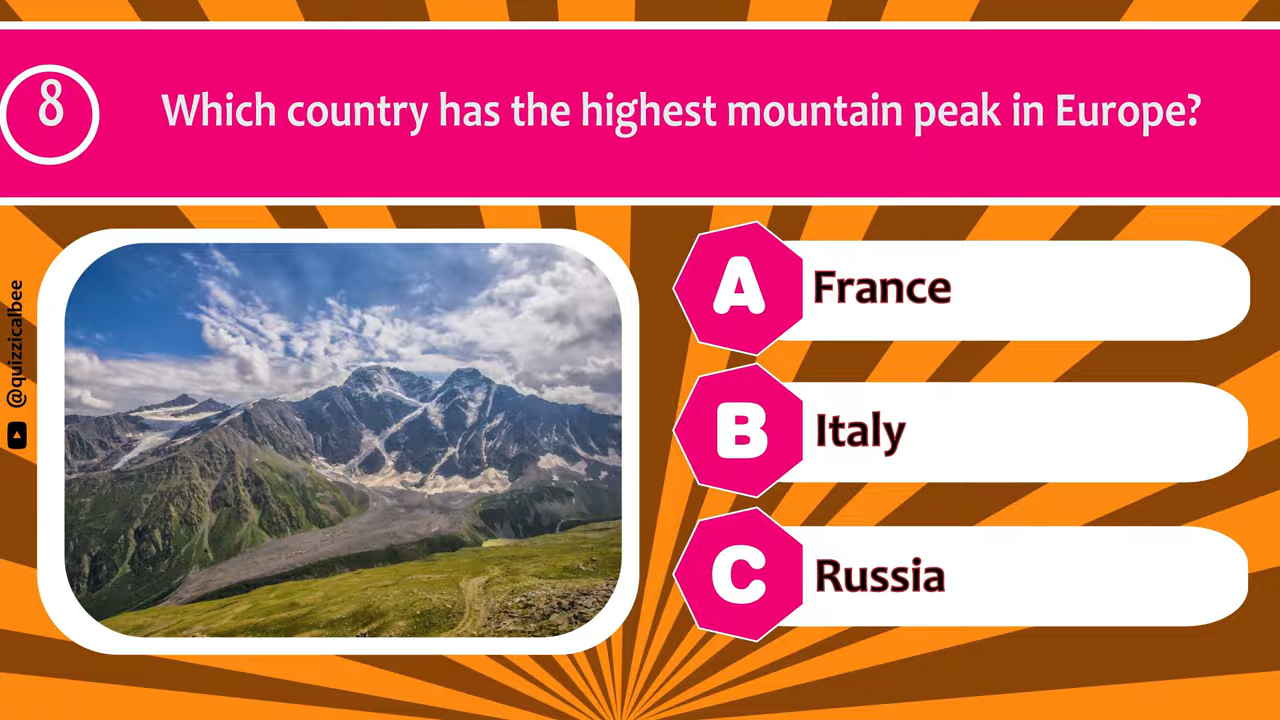 8
Which country has the highest mountain peak in Europe?
@quizzicalbee
A
France
B
Italy
C
Russia